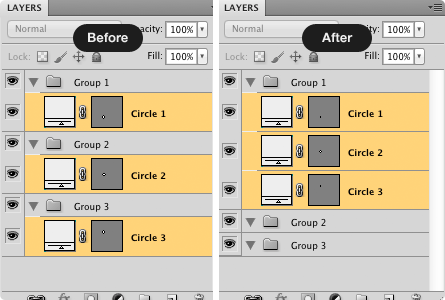 LAYERS
Normal
Before
Opacity: 100%
Lock:
Fill: 100%
Group 1
Circle 1
Group 2
Circle 2
Group 3
Circle 3
LAYERS
Normal
After
100%
Lock:
Fill: 100%
Group 1
Circle 1
Circle 2
Circle 3
Group 2
Group 3